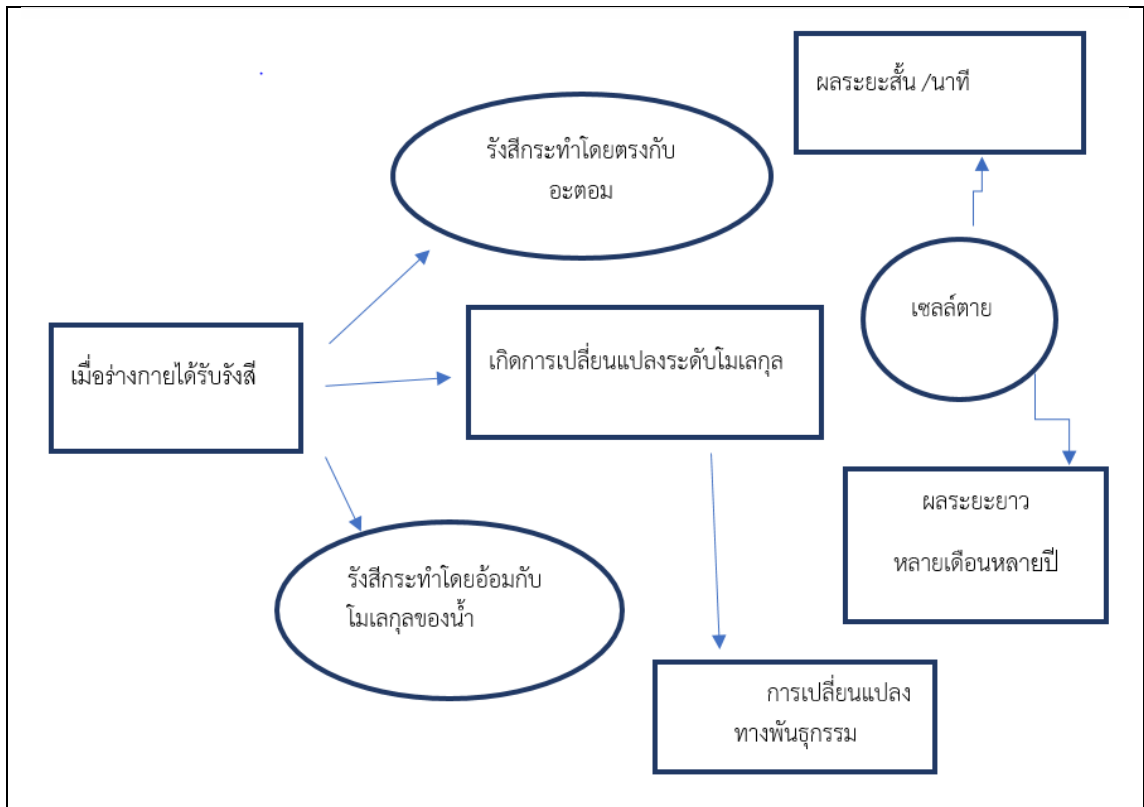 ผลระยะสั้น /นาที
รังสีกระทำโดยตรงกับ
อะตอม
เซลล์ตาย
เมื่อร่างกายได้รับรังสี
เกิดการเปลี่ยนแปลงระดับโมเลกุล
ผลระยะยาว
หลายเดือนหลายปี
รังสีกระทำโดยอ้อมกับ
โมเลกุลของน้ำ
การเปลี่ยนแปลง
ทางพันธุกรรม